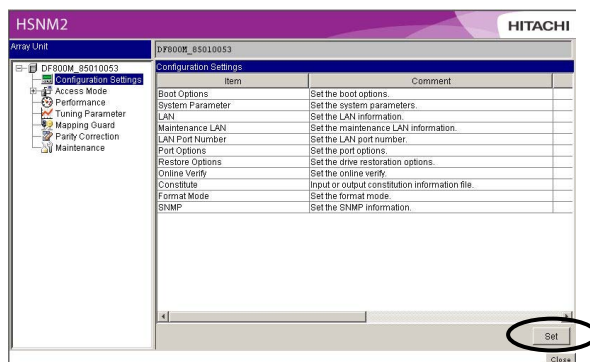 HSNM2
HITACHI
Array Unit
DF800M_85010053
DF800M_85010053
Configuration Settings
Access Mode
Performance
Tuning Parameter
Mapping Guard
Parity Correction
Maintenance
Configuration Settings
Item Comment
Boot Options Set the boot options.
System Parameter Set the system parameters.
LAN Set the LAN information.
Maintenance LAN Set the maintenance LAN information.
LAN Port Number Set the LAN port number.
Port Options Set the port options.
Restore Options Set the drive restoration options.
Online Verify Set the online verify.
Constitute Input or output constitution information file.
Format Mode Set the format mode.
SNMP Set the SNMP information.
Set
Close